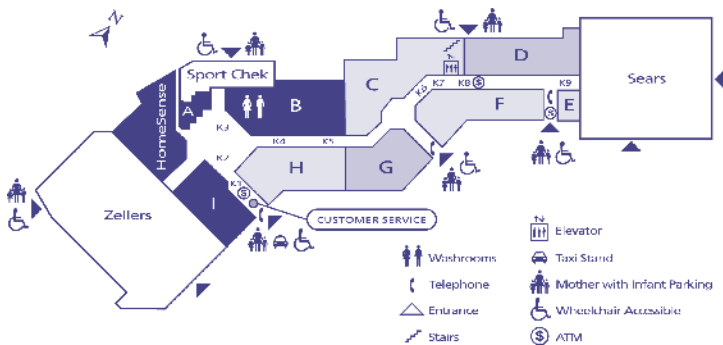 D
Sport Chek
C
K7
K8
K9
Sears
K6
A
B
F
E
HomeSense
K3
K4
K5
K2
H
G
K1
I
Zellers
CUSTOMER SERVICE
Elevator
Washrooms
Taxi Stand
Telephone
Mother with Infant Parking
Entrance
Wheelchair Accessible
Stairs
ATM